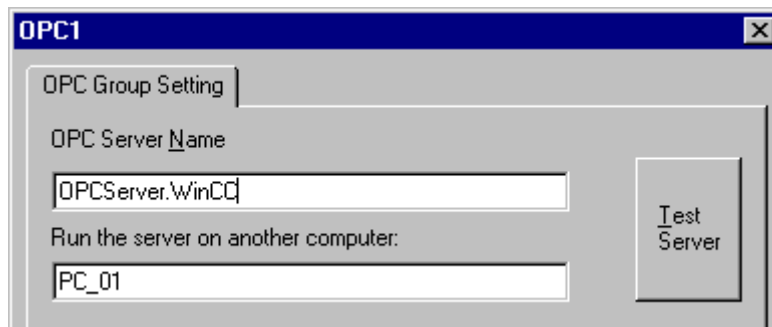 OPC1
OPC Group Setting
OPC Server Name
OPCServer.WinCC
Run the server on another computer:
PC_01
Test
Server